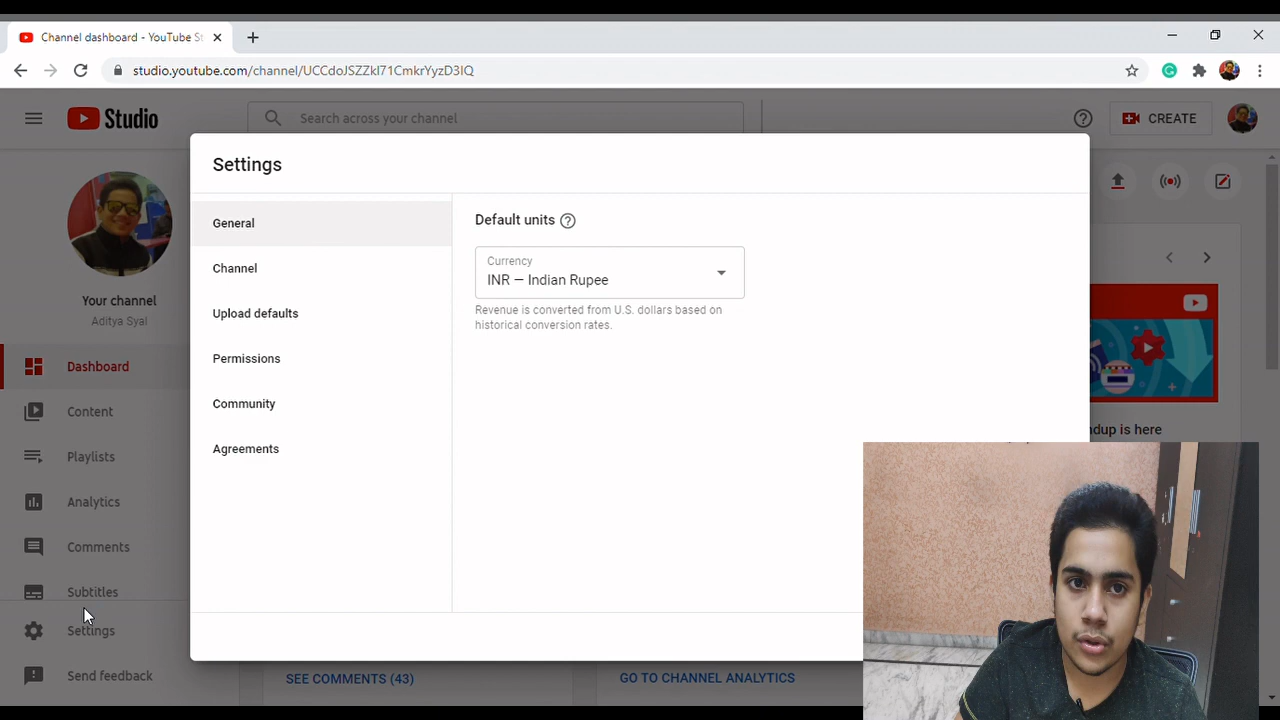 Channel dashboard - YouTube St
studio.youtube.com/channel/UCCdoJSZZkI71CmkrYyzD3IQ
Studio
Search across your channel
CREATE
Settings
General
Channel
Upload defaults
Permissions
Community
Agreements
Default units
Currency
INR – Indian Rupee
Revenue is converted from U.S. dollars based on
historical conversion rates.
Your channel
Aditya Syal
Dashboard
Content
Playlists
Analytics
Comments
Subtitles
Settings
Send feedback
ndup is here
SEE COMMENTS (43)
GO TO CHANNEL ANALYTICS